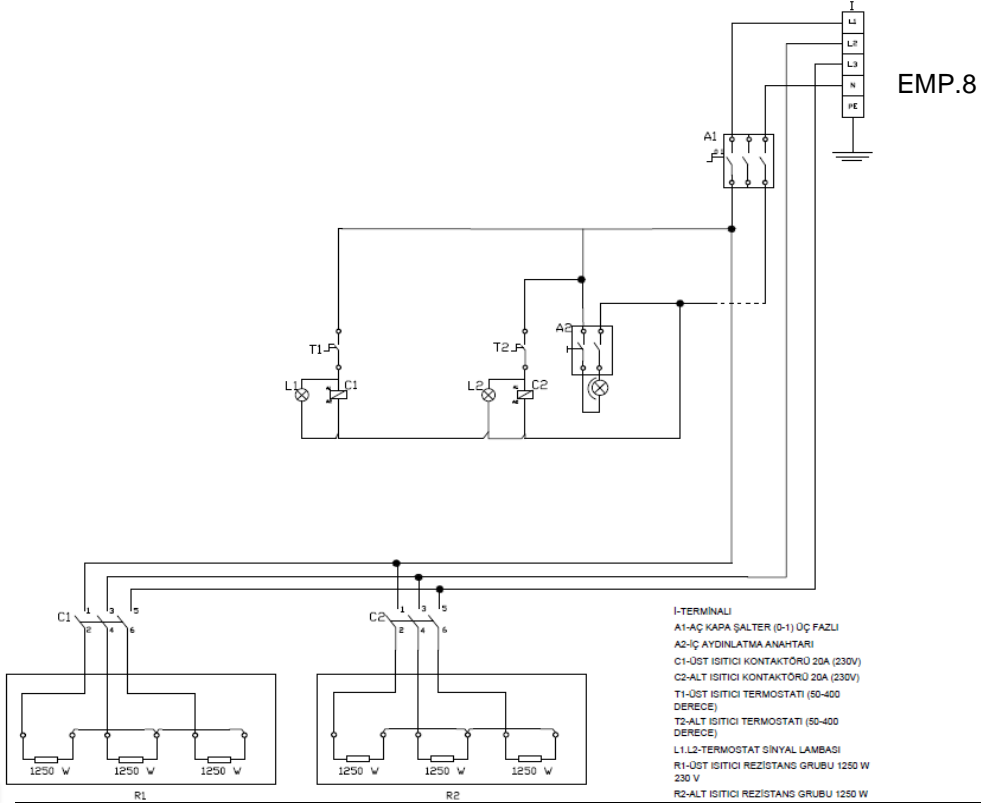 I
L1
L2
L3
N
PE
EMP.8
A1
A2
T1
T2
L1
C1
L2
C2
A1
A2
C1
1 3 5
2 4 6
C2
1 3 5
2 4 6
1250 W
1250 W
1250 W
1250 W
1250 W
1250 W
R1
R2
İ-TERMİNALI
A1-AÇ KAPA ŞALTER (0-1) ÜÇ FAZLI
A2-İÇ AYDINLATMA ANAHTARI
C1-ÜST ISITICI KONTAKTÖRÜ 20A (230V)
C2-ALT ISITICI KONTAKTÖRÜ 20A (230V)
T1-ÜST ISITICI TERMOSTATI (50-400
DERECE)
T2-ALT ISITICI TERMOSTATI (50-400
DERECE)
L1.L2-TERMOSTAT SİNYAL LAMBASI
R1-ÜST ISITICI REZİSTANS GRUBU 1250 W
230 V
R2-ALT ISITICI REZİSTANS GRUBU 1250 W